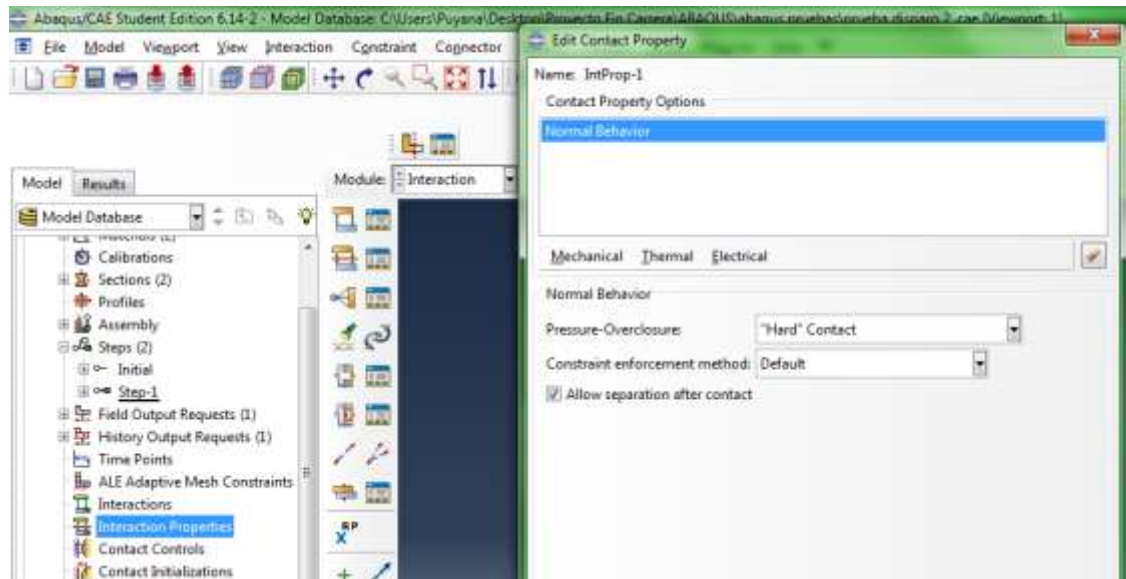 Abaqus/CAE Student Edition 6.14-2 - Model Database: C:\Users\Puyana\Desktop\Proyecto Fin Carrera\ABAQUS\abaqus pruebas\prueba disparo 2.cae [Viewport: 1]
File Model Viewport View Interaction Constraint Connector
Model Results
Module: Interaction
Model Database
Materials (2)
Calibrations
Sections (2)
Profiles
Assembly
Steps (2)
Initial
Step-1
Field Output Requests (1)
History Output Requests (1)
Time Points
ALE Adaptive Mesh Constraints
Interactions
Interaction Properties
Contact Controls
Contact Initializations
RP
Edit Contact Property
Name: IntProp-1
Contact Property Options
Normal Behavior
Mechanical Thermal Electrical
Normal Behavior
Pressure-Overclosure: "Hard" Contact
Constraint enforcement method: Default
Allow separation after contact